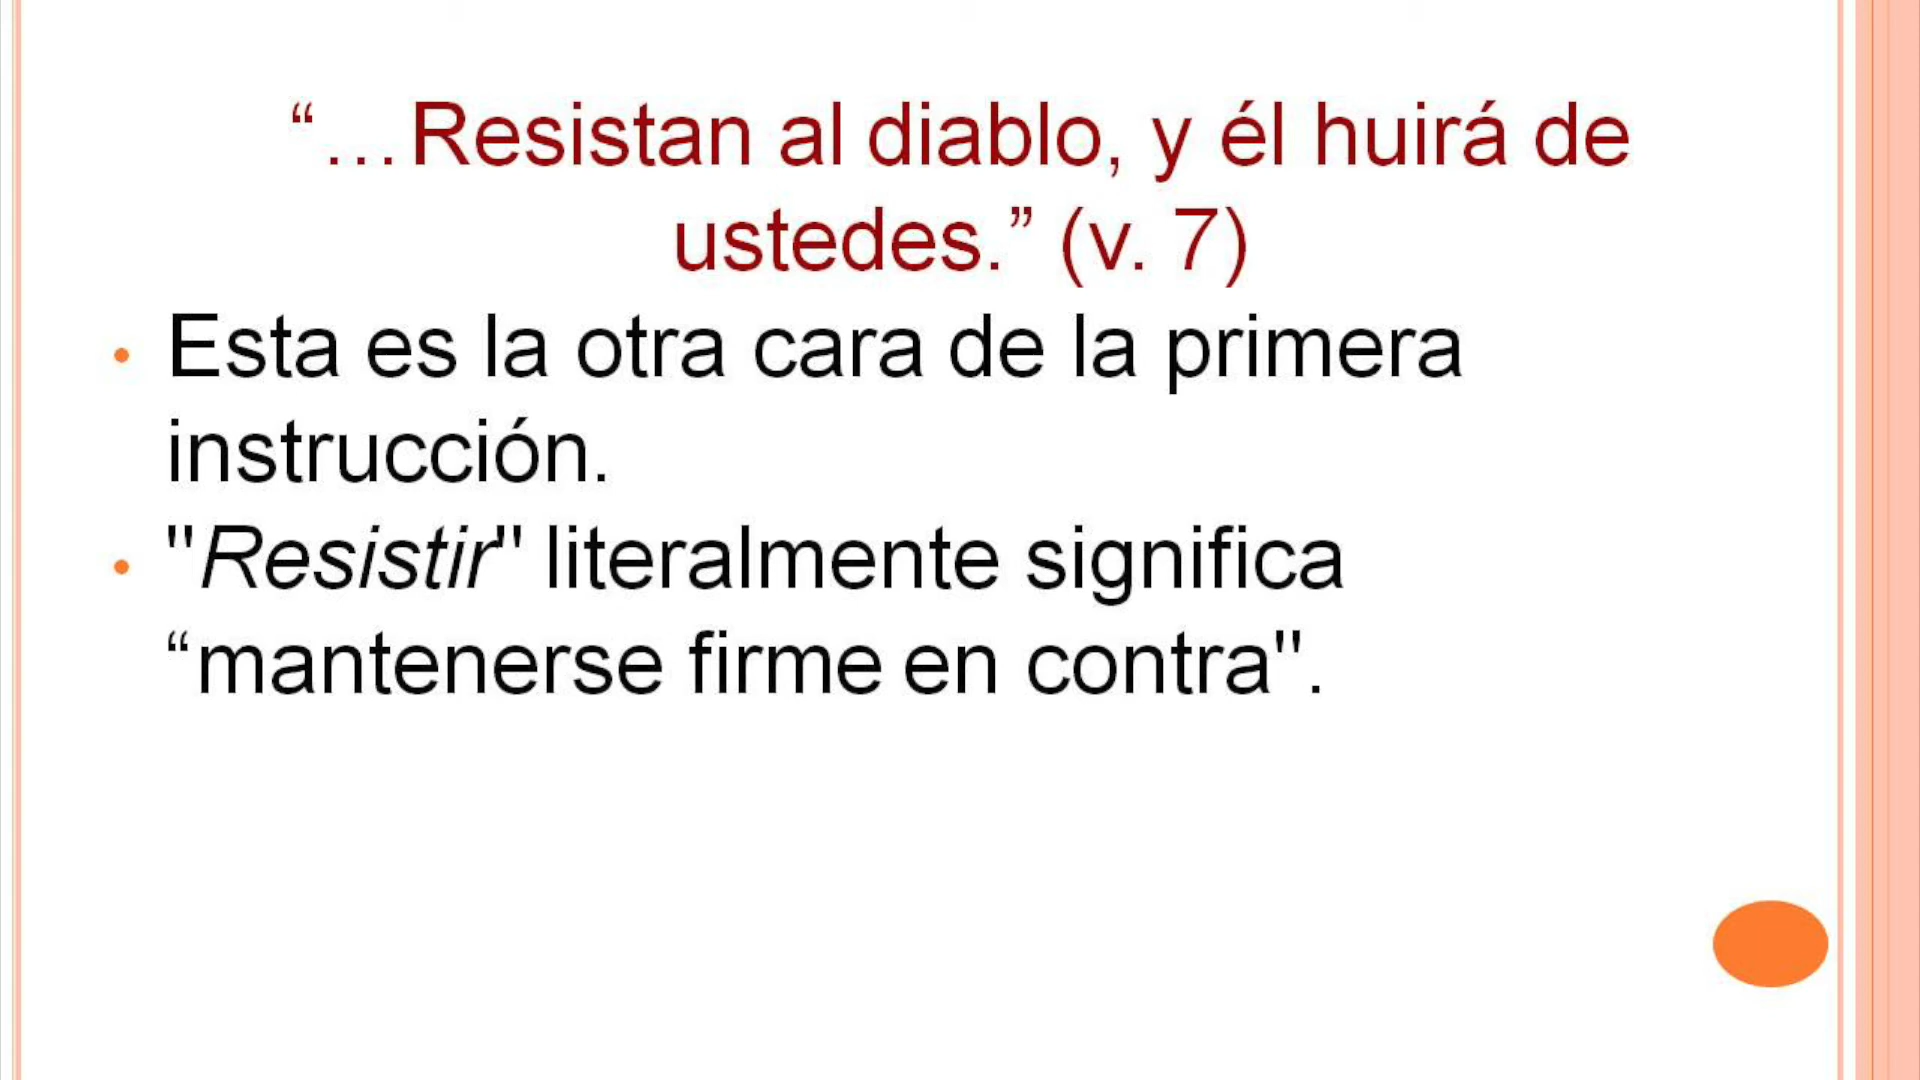 “…Resistan al diablo, y él huirá de
ustedes.” (v. 7)
• Esta es la otra cara de la primera
instrucción.
• "Resistir" literalmente significa
“mantenerse firme en contra".